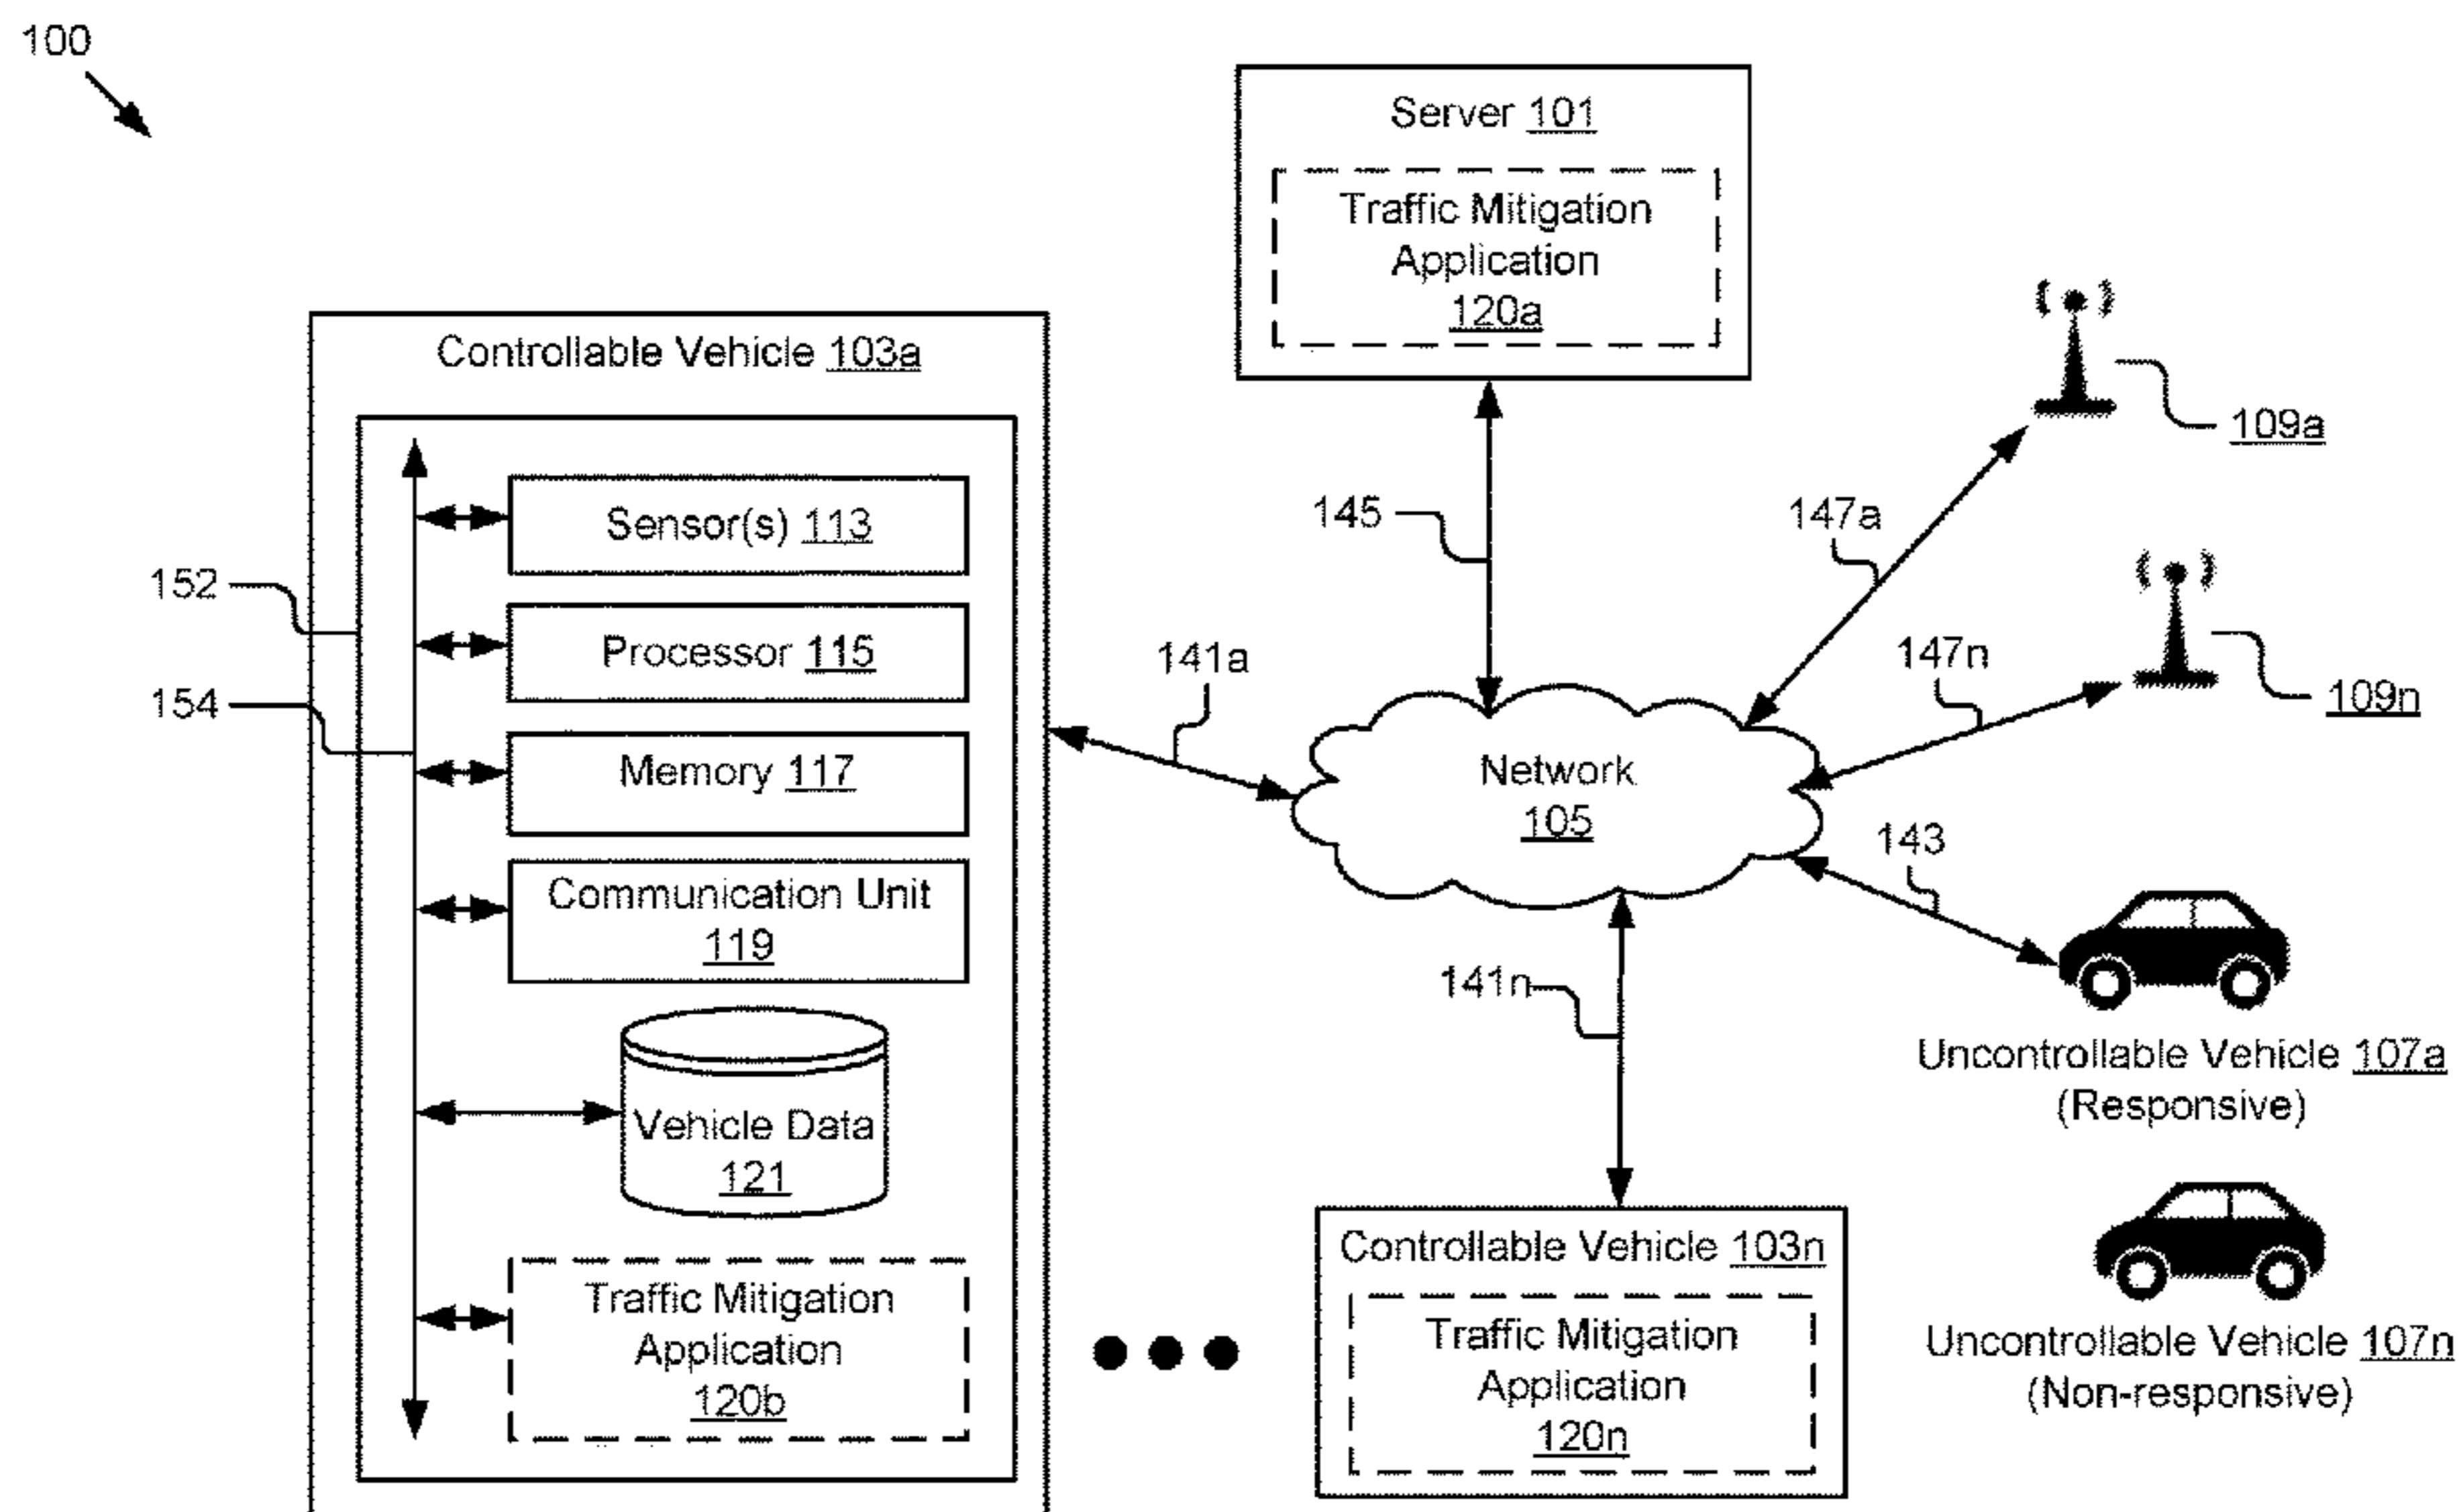 100
Server 101
Traffic Mitigation
Application
120a
Controllable Vehicle 103a
Sensor(s) 113
Processor 115
Memory 117
Communication Unit
119
Vehicle Data
121
Traffic Mitigation
Application
120b
152
154
141a
145
147a
109a
147n
109n
Network
105
143
141n
Uncontrollable Vehicle 107a
(Responsive)
Controllable Vehicle 103n
Traffic Mitigation
Application
120n
Uncontrollable Vehicle 107n
(Non-responsive)